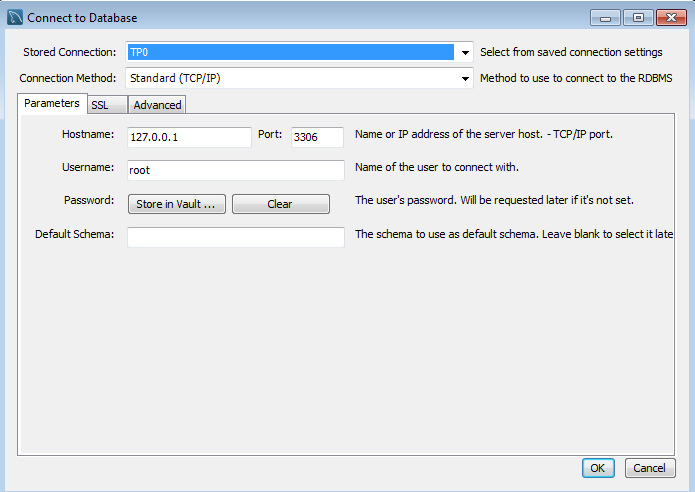 Connect to Database
Stored Connection: TP0 Select from saved connection settings
Connection Method: Standard (TCP/IP) Method to use to connect to the RDBMS
Parameters SSL Advanced
Hostname: 127.0.0.1 Port: 3306 Name or IP address of the server host. - TCP/IP port.
Username: root Name of the user to connect with.
Password: Store in Vault ... Clear The user's password. Will be requested later if it's not set.
Default Schema: The schema to use as default schema. Leave blank to select it late
OK Cancel